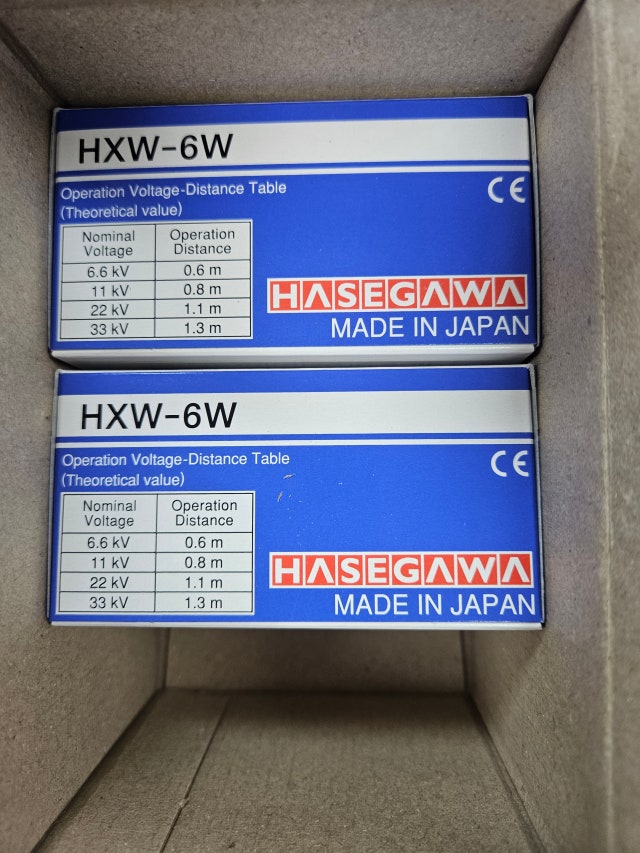 HXW-6W
Operation Voltage-Distance Table
(Theoretical value)
Nominal Voltage Operation Distance
6.6 kV 0.6 m
11 kV 0.8 m
22 kV 1.1 m
33 kV 1.3 m
CE
HASEGAWA
MADE IN JAPAN
HXW-6W
Operation Voltage-Distance Table
(Theoretical value)
Nominal Voltage Operation Distance
6.6 kV 0.6 m
11 kV 0.8 m
22 kV 1.1 m
33 kV 1.3 m
CE
HASEGAWA
MADE IN JAPAN